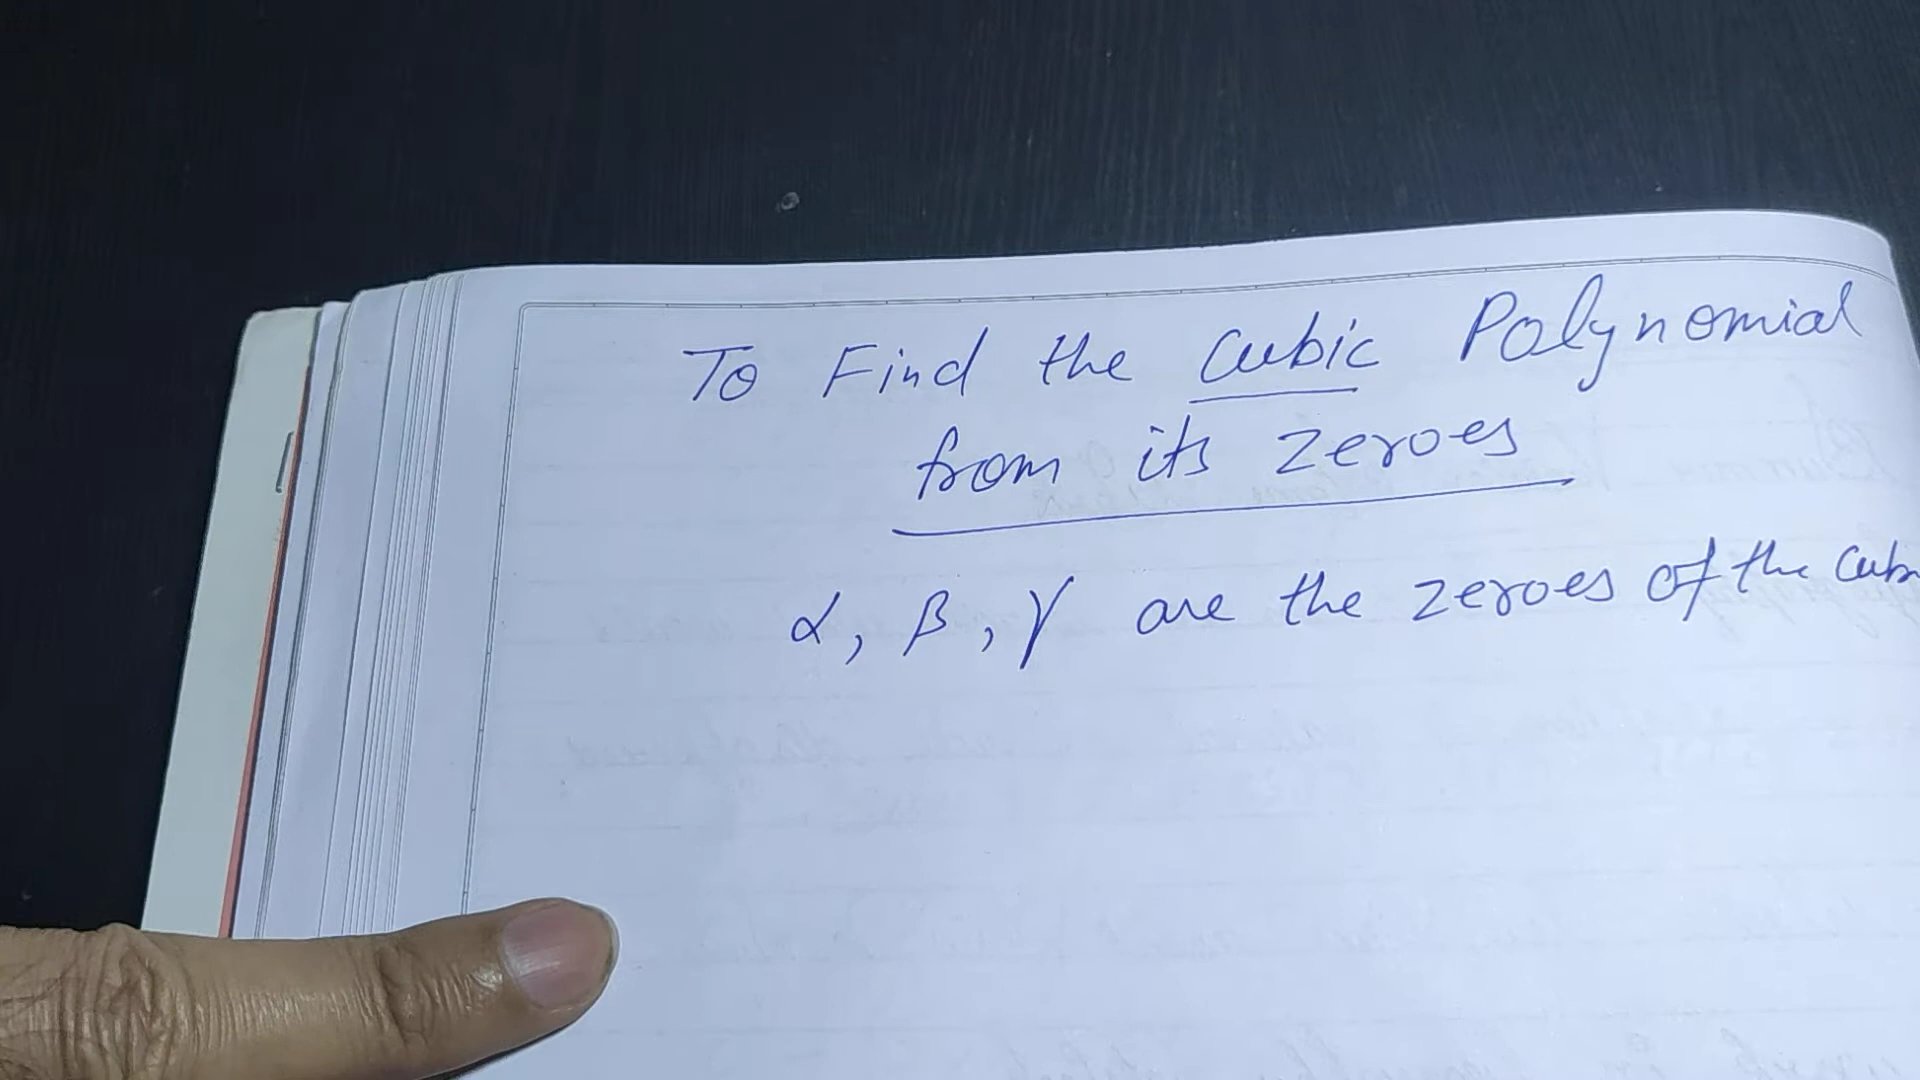 To Find the Cubic Polynomial
from its zeroes
α, β, γ are the zeroes of the